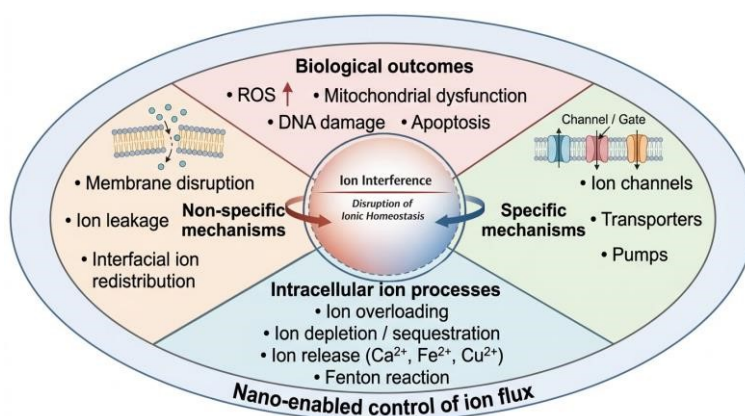 Biological outcomes
• ROS ↑ • Mitochondrial dysfunction
• DNA damage • Apoptosis
• Membrane disruption
• Ion leakage
• Interfacial ion
redistribution
Non-specific
mechanisms
Ion Interference
Disruption of
Ionic Homeostasis
Channel / Gate
• Ion channels
• Transporters
• Pumps
Specific
mechanisms
Intracellular ion processes
• Ion overloading
• Ion depletion / sequestration
• Ion release (Ca²⁺, Fe²⁺, Cu²⁺)
• Fenton reaction
Nano-enabled control of ion flux